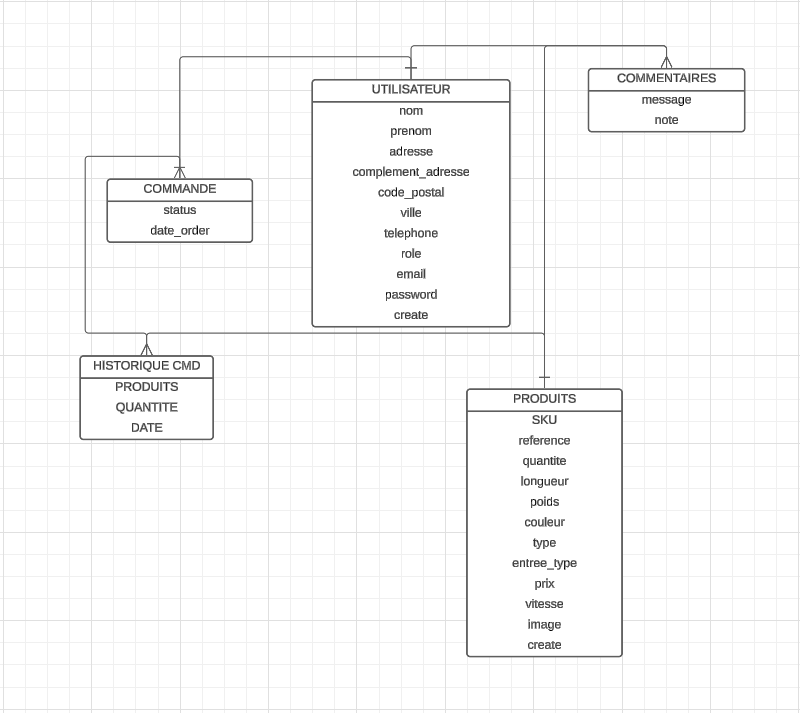 UTILISATEUR
nom
prenom
adresse
complement_adresse
code_postal
ville
telephone
role
email
password
create
COMMENTAIRES
message
note
COMMANDE
status
date_order
HISTORIQUE CMD
PRODUITS
QUANTITE
DATE
PRODUITS
SKU
reference
quantite
longueur
poids
couleur
type
entree_type
prix
vitesse
image
create